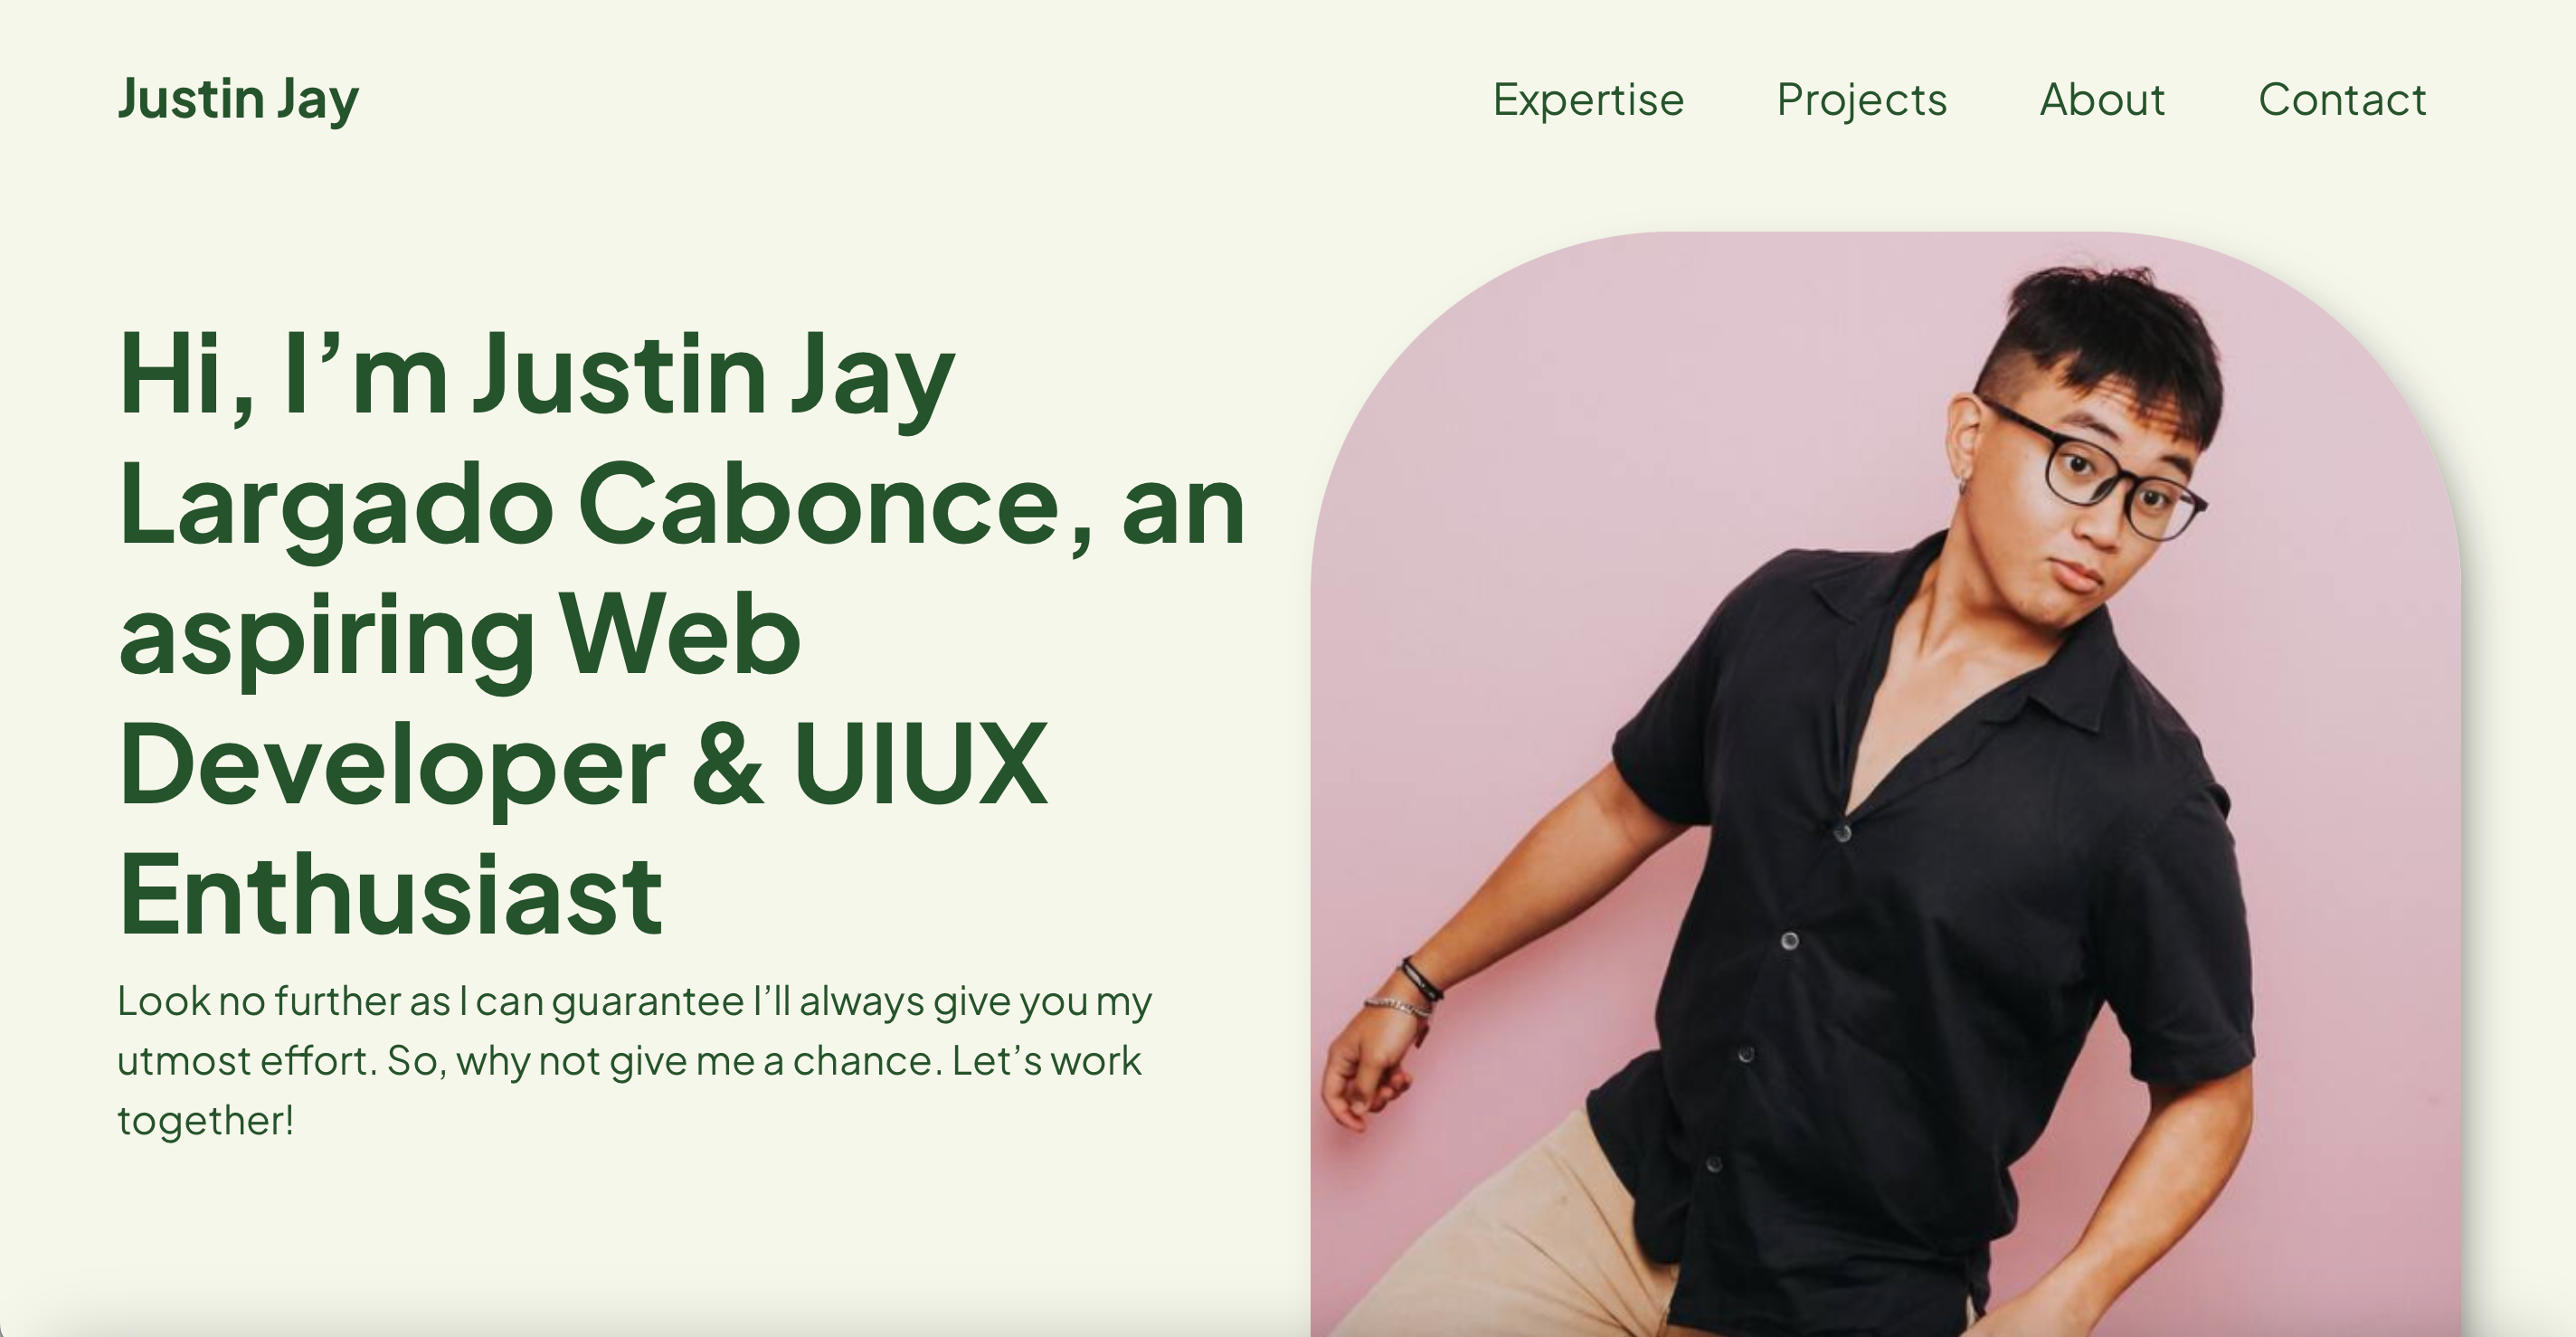 Justin Jay
Expertise Projects About Contact
Hi, I’m Justin Jay
Largado Cabonce, an
aspiring Web
Developer & UIUX
Enthusiast
Look no further as I can guarantee I’ll always give you my
utmost effort. So, why not give me a chance. Let’s work
together!